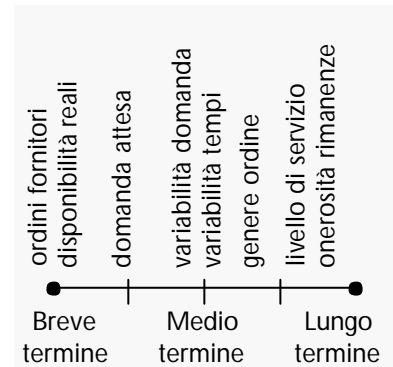 ordini fornitori
disponibilità reali
domanda attesa
variabilità domanda
variabilità tempi
genere ordine
livello di servizio
onerosità rimanenze
Breve
termine
Medio
termine
Lungo
termine